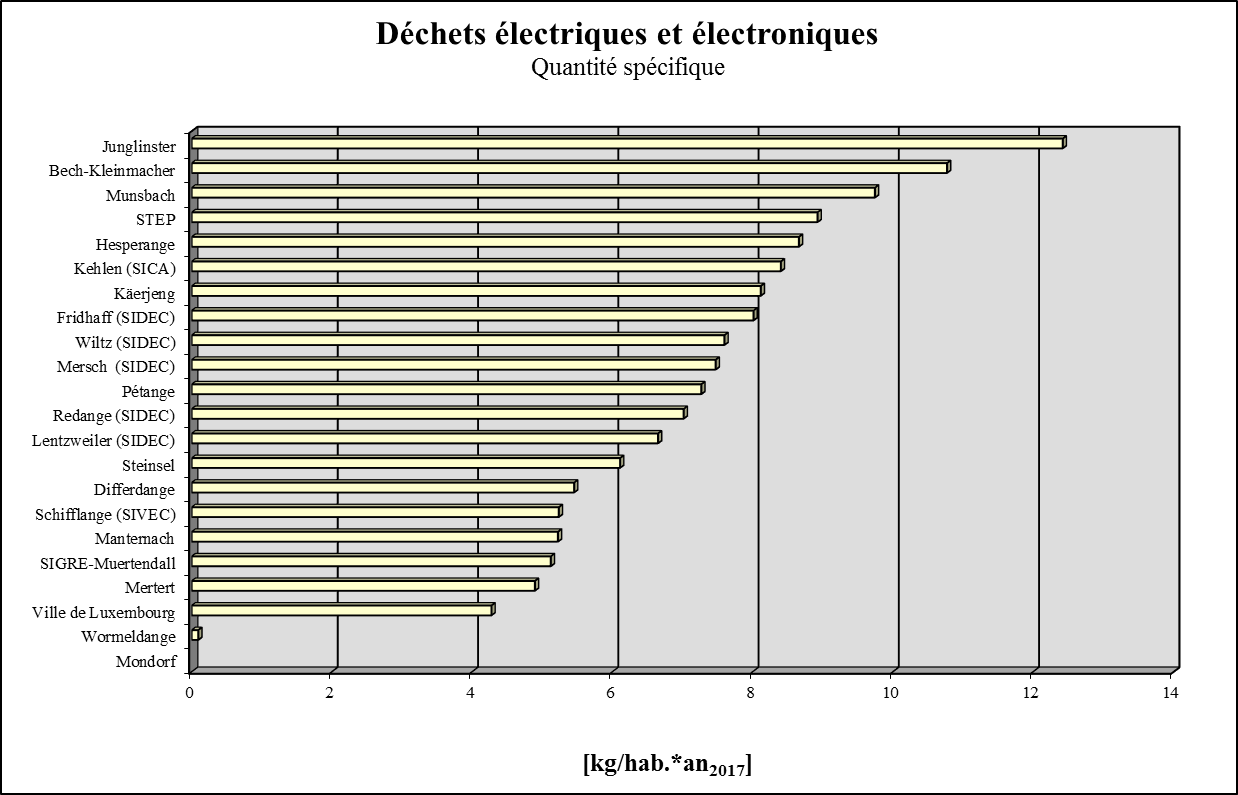 Déchets électriques et électroniques
Quantité spécifique
Junglinster
Bech-Kleinmacher
Munsbach
STEP
Hesperange
Kehlen (SICA)
Käerjeng
Fridhaff (SIDEC)
Wiltz (SIDEC)
Mersch  (SIDEC)
Pétange
Redange (SIDEC)
Lentzweiler (SIDEC)
Steinsel
Differdange
Schifflange (SIVEC)
Manternach
SIGRE-Muertendall
Mertert
Ville de Luxembourg
Wormeldange
Mondorf
0 2 4 6 8 10 12 14
[kg/hab.*an2017]